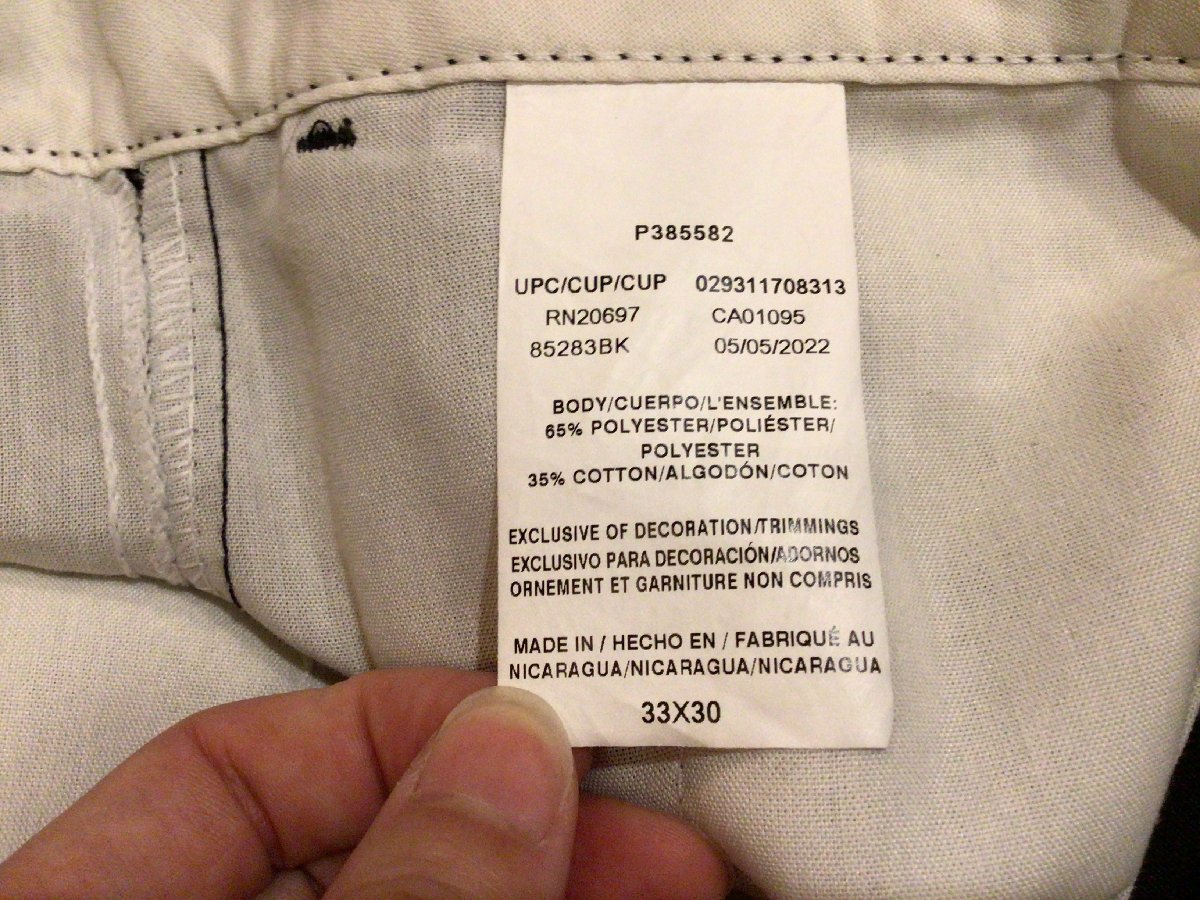 P385582
UPC/CUP/CUP 029311708313
RN20697 CA01095
85283BK 05/05/2022
BODY/CUERPO/L'ENSEMBLE:
65% POLYESTER/POLIÉSTER/
POLYESTER
35% COTTON/ALGODÓN/COTON
EXCLUSIVE OF DECORATION/TRIMMINGS
EXCLUSIVO PARA DECORACIÓN/ADORNOS
ORNEMENT ET GARNITURE NON COMPRIS
MADE IN / HECHO EN / FABRIQUÉ AU
NICARAGUA/NICARAGUA/NICARAGUA
33X30